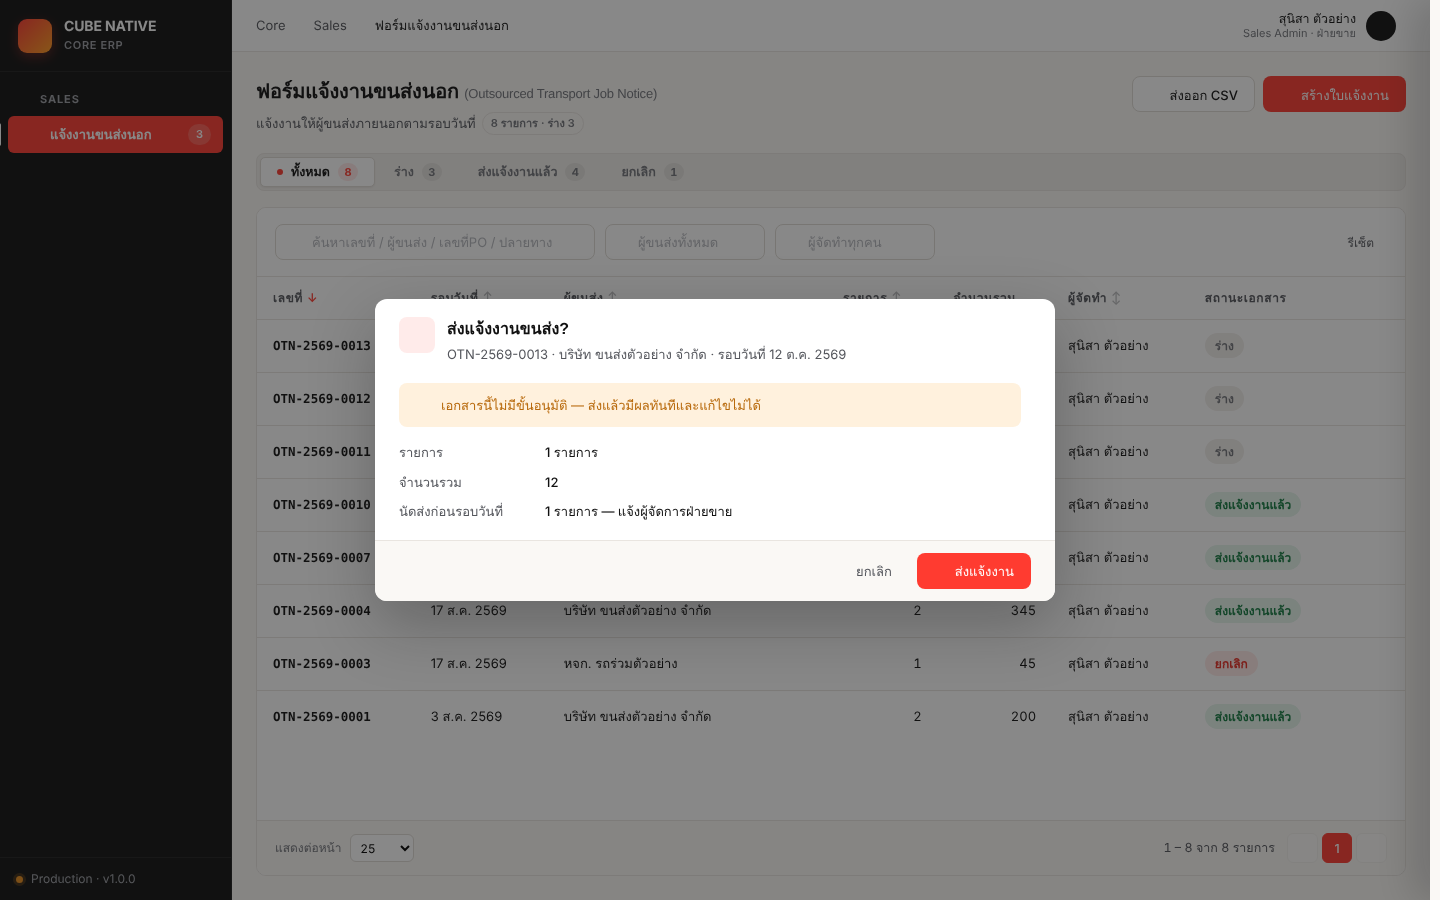 CUBE NATIVE
CORE ERP
SALES
แจ้งงานขนส่งนอก 3
Production · v1.0.0
Core Sales ฟอร์มแจ้งงานขนส่งนอก
สุนิสา ตัวอย่าง
Sales Admin · ฝ่ายขาย
ฟอร์มแจ้งงานขนส่งนอก (Outsourced Transport Job Notice)
ส่งออก CSV สร้างใบแจ้งงาน
แจ้งงานให้ผู้ขนส่งภายนอกตามรอบวันที่ 8 รายการ · ร่าง 3
ทั้งหมด 8 ร่าง 3 ส่งแจ้งงานแล้ว 4 ยกเลิก 1
ค้นหาเลขที่ / ผู้ขนส่ง / เลขที่PO / ปลายทาง ผู้ขนส่งทั้งหมด ผู้จัดทำทุกคน รีเซ็ต
เลขที่ ↓ รอบวันที่ ผู้ขนส่ง รายการ จำนวนรวม ผู้จัดทำ สถานะเอกสาร
OTN-2569-0013 สุนิสา ตัวอย่าง ร่าง
OTN-2569-0012 สุนิสา ตัวอย่าง ร่าง
OTN-2569-0011 สุนิสา ตัวอย่าง ร่าง
OTN-2569-0010 สุนิสา ตัวอย่าง ส่งแจ้งงานแล้ว
OTN-2569-0007 สุนิสา ตัวอย่าง ส่งแจ้งงานแล้ว
OTN-2569-0004 17 ส.ค. 2569 บริษัท ขนส่งตัวอย่าง จำกัด 2 345 สุนิสา ตัวอย่าง ส่งแจ้งงานแล้ว
OTN-2569-0003 17 ส.ค. 2569 หจก. รถร่วมตัวอย่าง 1 45 สุนิสา ตัวอย่าง ยกเลิก
OTN-2569-0001 3 ส.ค. 2569 บริษัท ขนส่งตัวอย่าง จำกัด 2 200 สุนิสา ตัวอย่าง ส่งแจ้งงานแล้ว
แสดงต่อหน้า 25 1 – 8 จาก 8 รายการ 1
ส่งแจ้งงานขนส่ง?
OTN-2569-0013 · บริษัท ขนส่งตัวอย่าง จำกัด · รอบวันที่ 12 ต.ค. 2569
เอกสารนี้ไม่มีขั้นอนุมัติ — ส่งแล้วมีผลทันทีและแก้ไขไม่ได้
รายการ 1 รายการ
จำนวนรวม 12
นัดส่งก่อนรอบวันที่ 1 รายการ — แจ้งผู้จัดการฝ่ายขาย
ยกเลิก ส่งแจ้งงาน